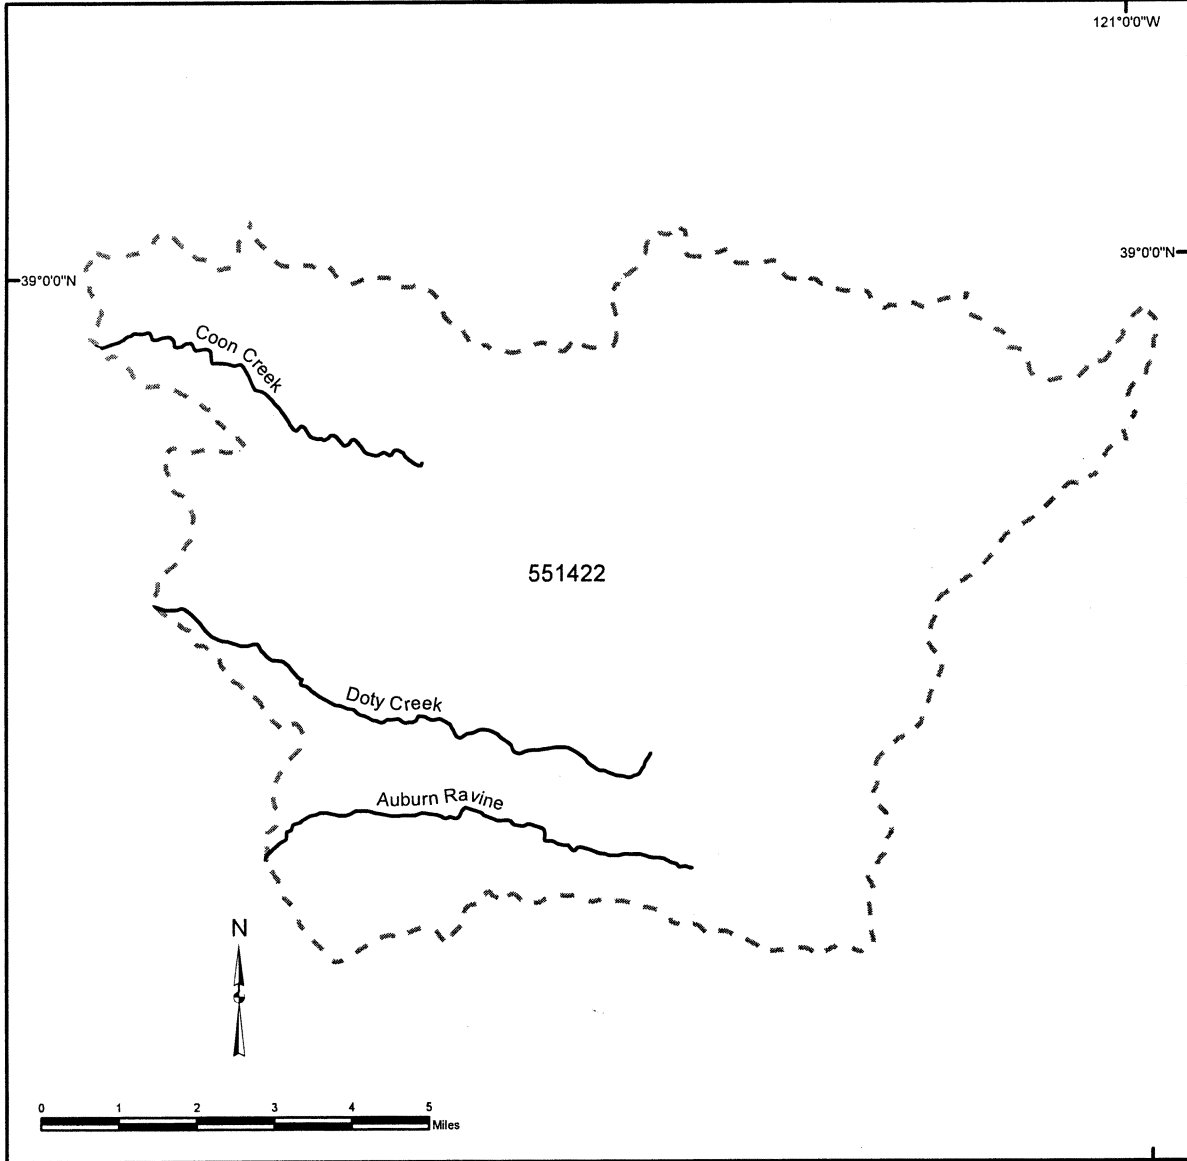 121°0'0"W
39°0'0"N
39°0'0"N
Coon Creek
551422
Doty Creek
Auburn Ravine
N
0 1 2 3 4 5
Miles